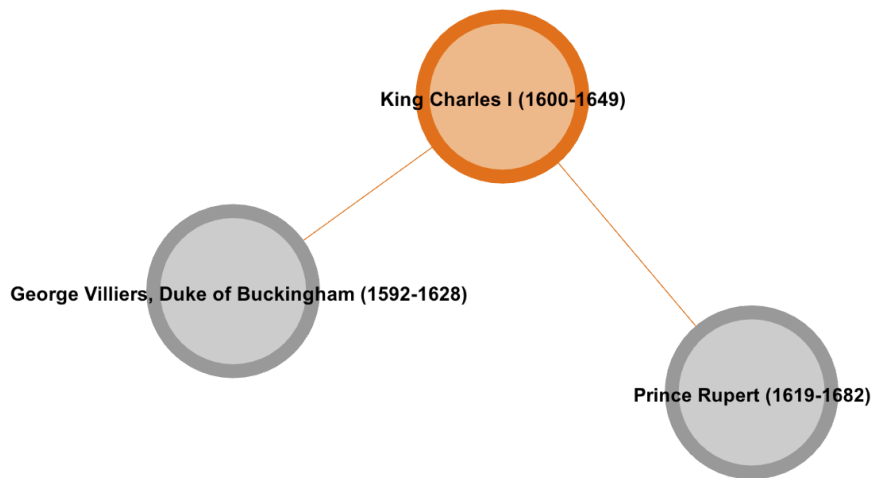 King Charles I (1600-1649)
George Villiers, Duke of Buckingham (1592-1628)
Prince Rupert (1619-1682)